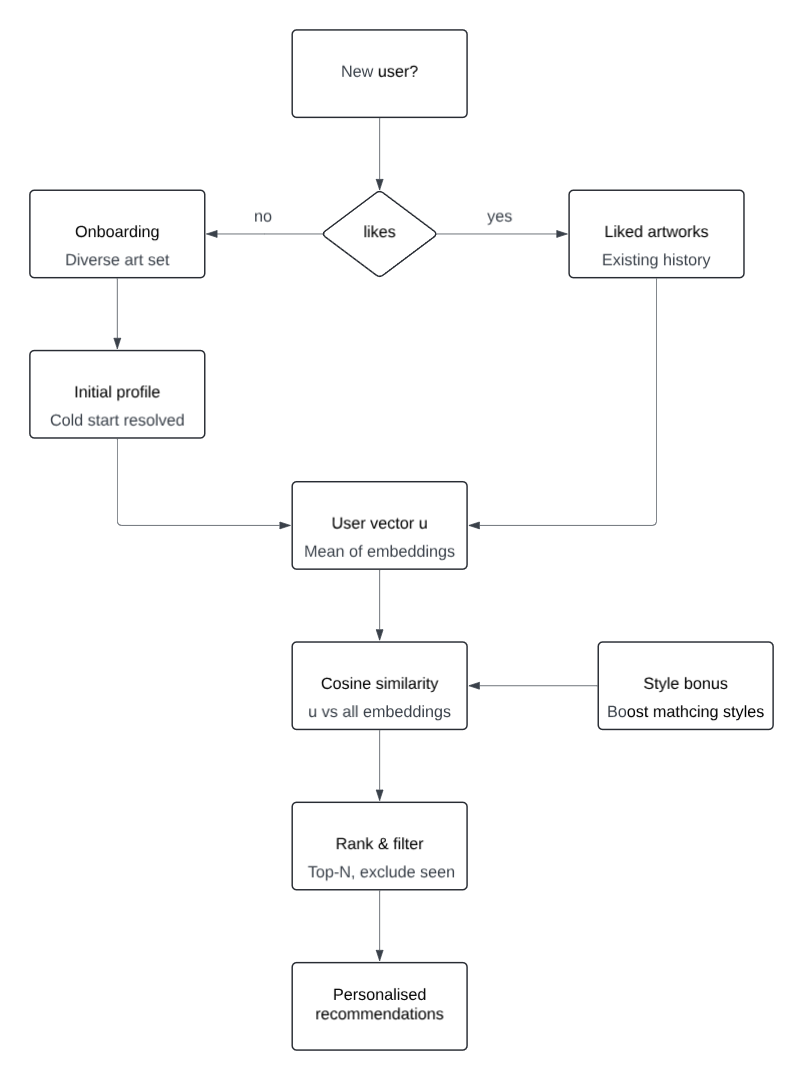 New user?
no
likes
yes
Onboarding
Diverse art set
Liked artworks
Existing history
Initial profile
Cold start resolved
User vector u
Mean of embeddings
Cosine similarity
u vs all embeddings
Style bonus
Boost mathcing styles
Rank & filter
Top-N, exclude seen
Personalised
recommendations